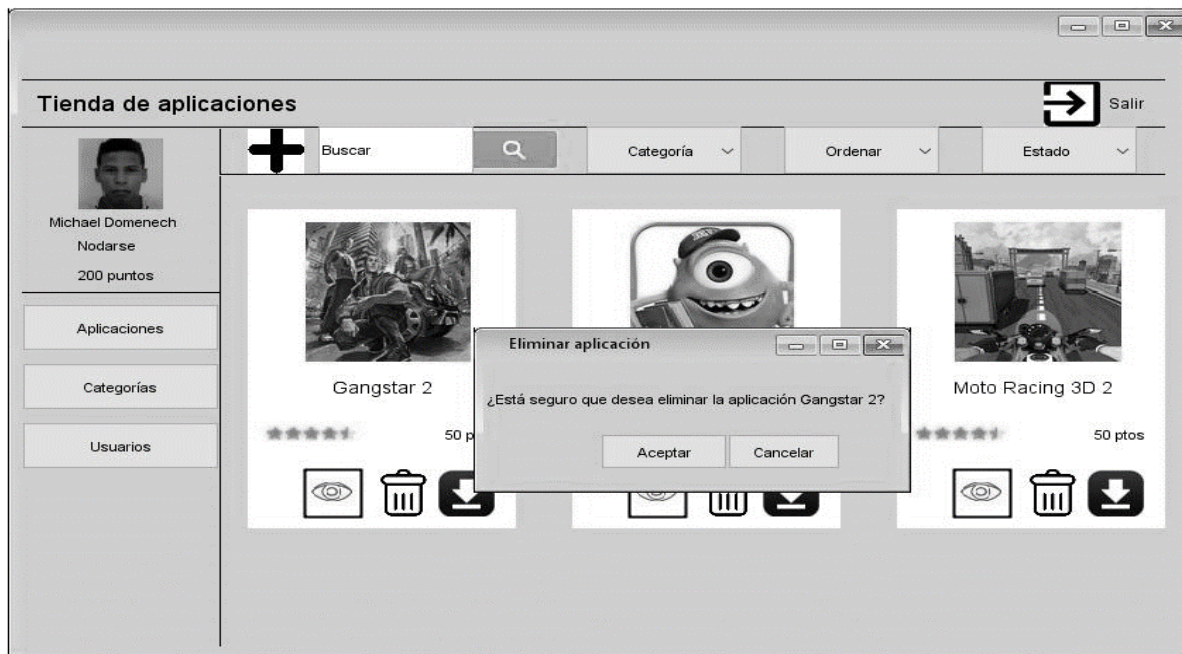 Tienda de aplicaciones
Salir
Buscar
Categoría
Ordenar
Estado
Michael Domenech
Nodarse
200 puntos
Aplicaciones
Categorías
Usuarios
Gangstar 2
50 p
Eliminar aplicación
¿Está seguro que desea eliminar la aplicación Gangstar 2?
Aceptar
Cancelar
Moto Racing 3D 2
50 ptos